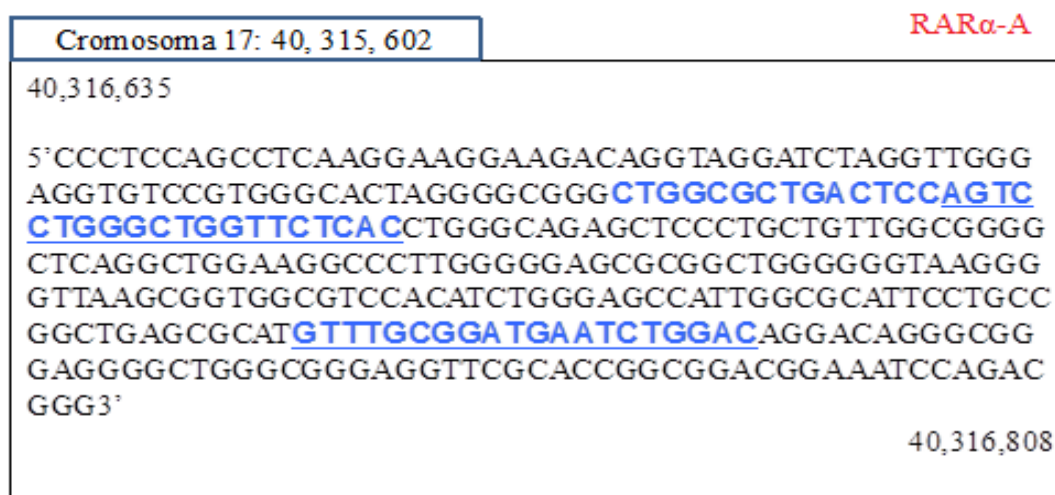 RARα-A
Cromosoma 17: 40, 315, 602
40,316,635
5’CCCTCCAGCCTCAAGGAAGGAAGACAGGTAGGATCTAGGTTGGG
AGGTGTCCGTGGGCACTAGGGGCGGGCTGGCGCTGACTCCAGTC
CTGGGCTGGTTCTCACCTGGGCAGAGCTCCCTGCTGTTGGCGGGG
CTCAGGCTGGAAGGCCCTTGGGGGAGCGCGGCTGGGGGGTAAGGG
GTTAAGCGGTGGCGTCCACATCTGGGAGCCATTGGCGCATTCCTGCC
GGCTGAGCGCATGTTTGCGGATGAATCTGGACAGGACAGGGCGG
GAGGGGCTGGGCGGGAGGTTCGCACCGGCGGACGGAAATCCAGAC
GGG3’
40,316,808